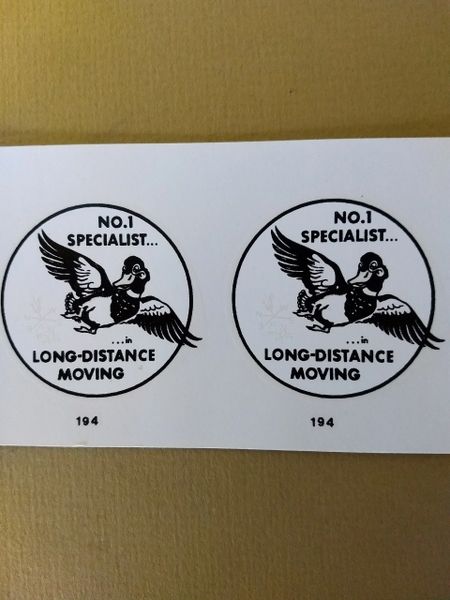 NO.1
SPECIALIST...
...in
LONG-DISTANCE
MOVING
194
NO.1
SPECIALIST...
...in
LONG-DISTANCE
MOVING
194